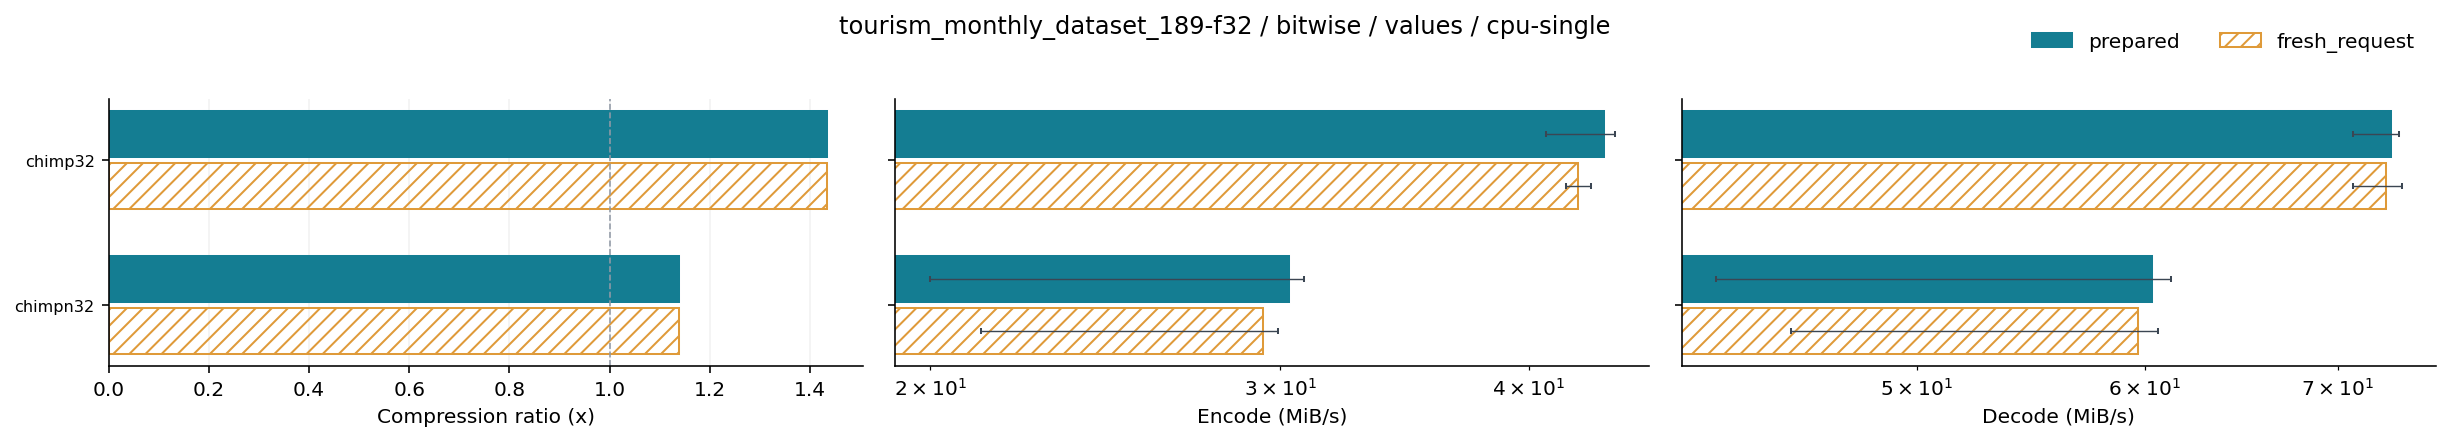 tourism_monthly_dataset_189-f32 / bitwise / values / cpu-single
prepared
fresh_request
chimp32
chimpn32
0.0 0.2 0.4 0.6 0.8 1.0 1.2 1.4
Compression ratio (x)
2 × 10¹ 3 × 10¹ 4 × 10¹
Encode (MiB/s)
5 × 10¹ 6 × 10¹ 7 × 10¹
Decode (MiB/s)